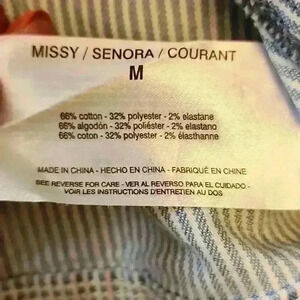 MISSY / SENORA / COURANT
M
66% cotton - 32% polyester - 2% elastane
66% algodón - 32% poliéster - 2% elastano
66% coton - 32% polyester - 2% élasthanne
MADE IN CHINA - HECHO EN CHINA - FABRIQUÉ EN CHINE
SEE REVERSE FOR CARE - VER AL REVERSO PARA EL CUIDADO -
VOIR LES INSTRUCTIONS D'ENTRETIEN AU DOS